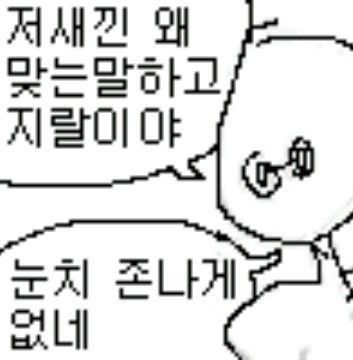 저새낀 왜
맞는말하고
지랄이야
눈치 존나게
없네